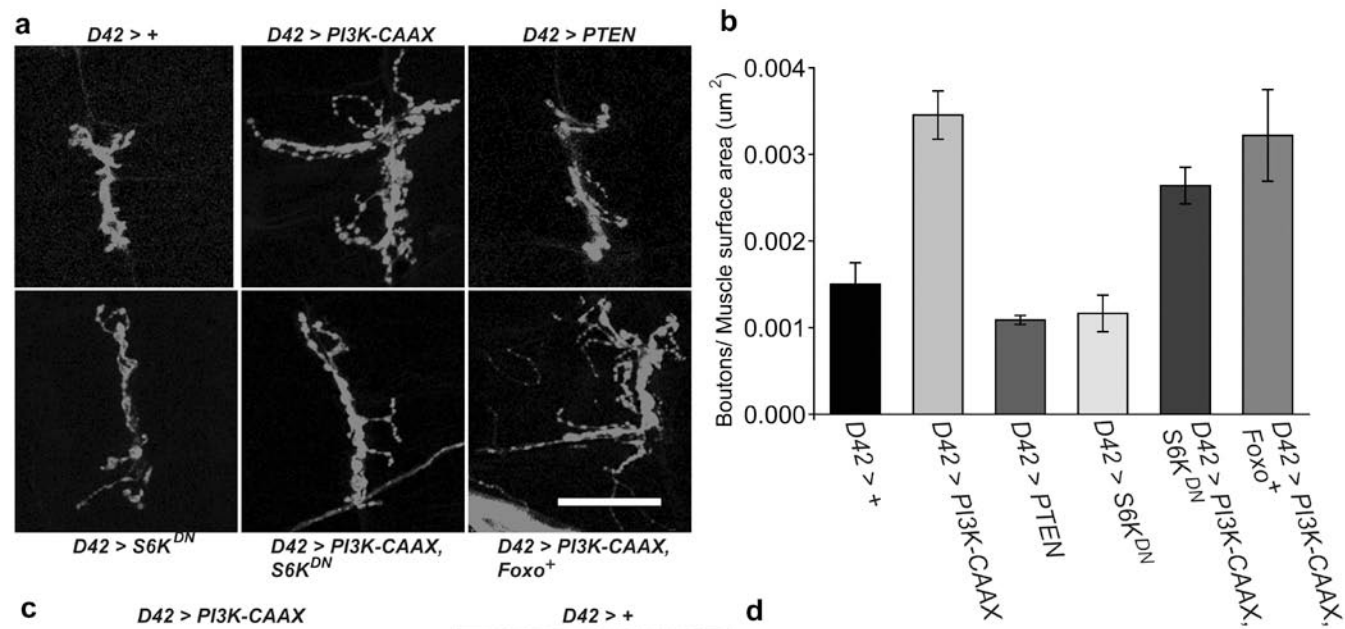 a
D42 > +
D42 > PI3K-CAAX
D42 > PTEN
D42 > S6K^DN
D42 > PI3K-CAAX,
S6K^DN
D42 > PI3K-CAAX,
Foxo^+
b
Boutons/ Muscle surface area (um^2)
0.004
0.003
0.002
0.001
0.000
D42 > +
D42 > PI3K-CAAX
D42 > PTEN
D42 > S6K^DN
D42 > PI3K-CAAX,
S6K^DN
D42 > PI3K-CAAX,
Foxo^+
c
D42 > PI3K-CAAX
D42 > +
d